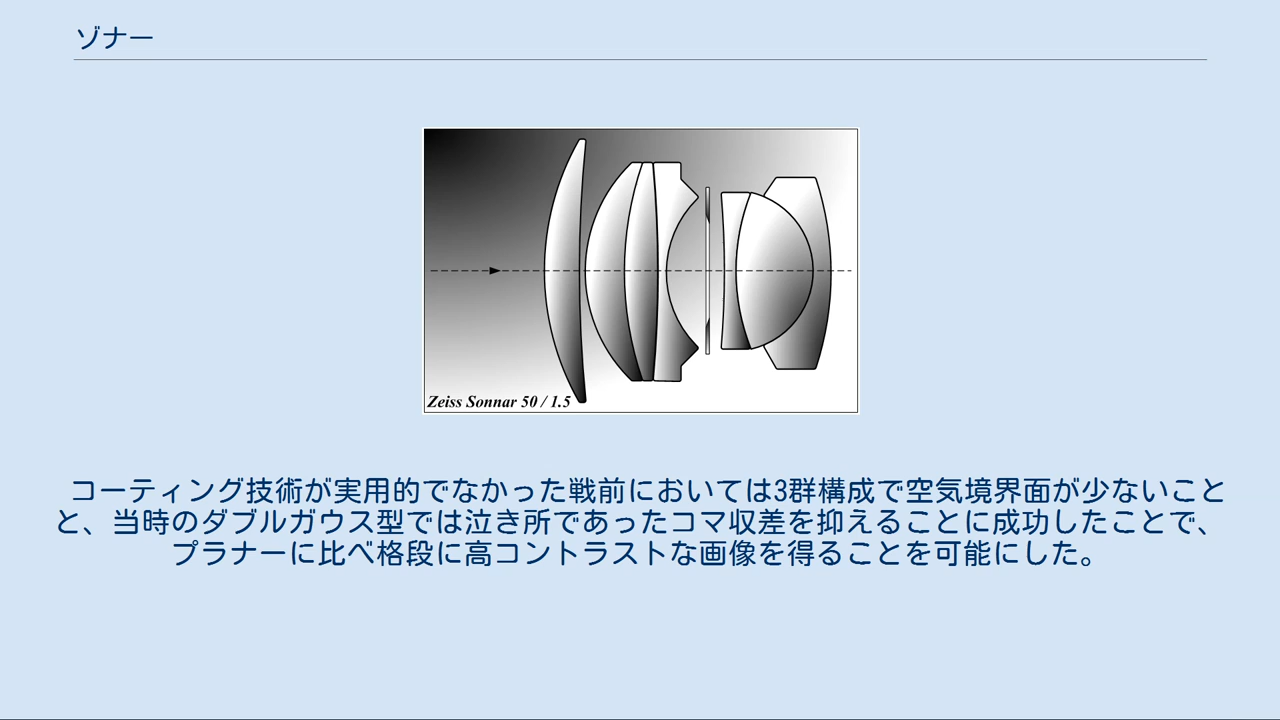 ゾナー
Zeiss Sonnar 50 / 1.5
コーティング技術が実用的でなかった戦前においては3群構成で空気境界面が少ないこと
と、当時のダブルガウス型では泣き所であったコマ収差を抑えることに成功したことで、
プラナーに比べ格段に高コントラストな画像を得ることを可能にした。